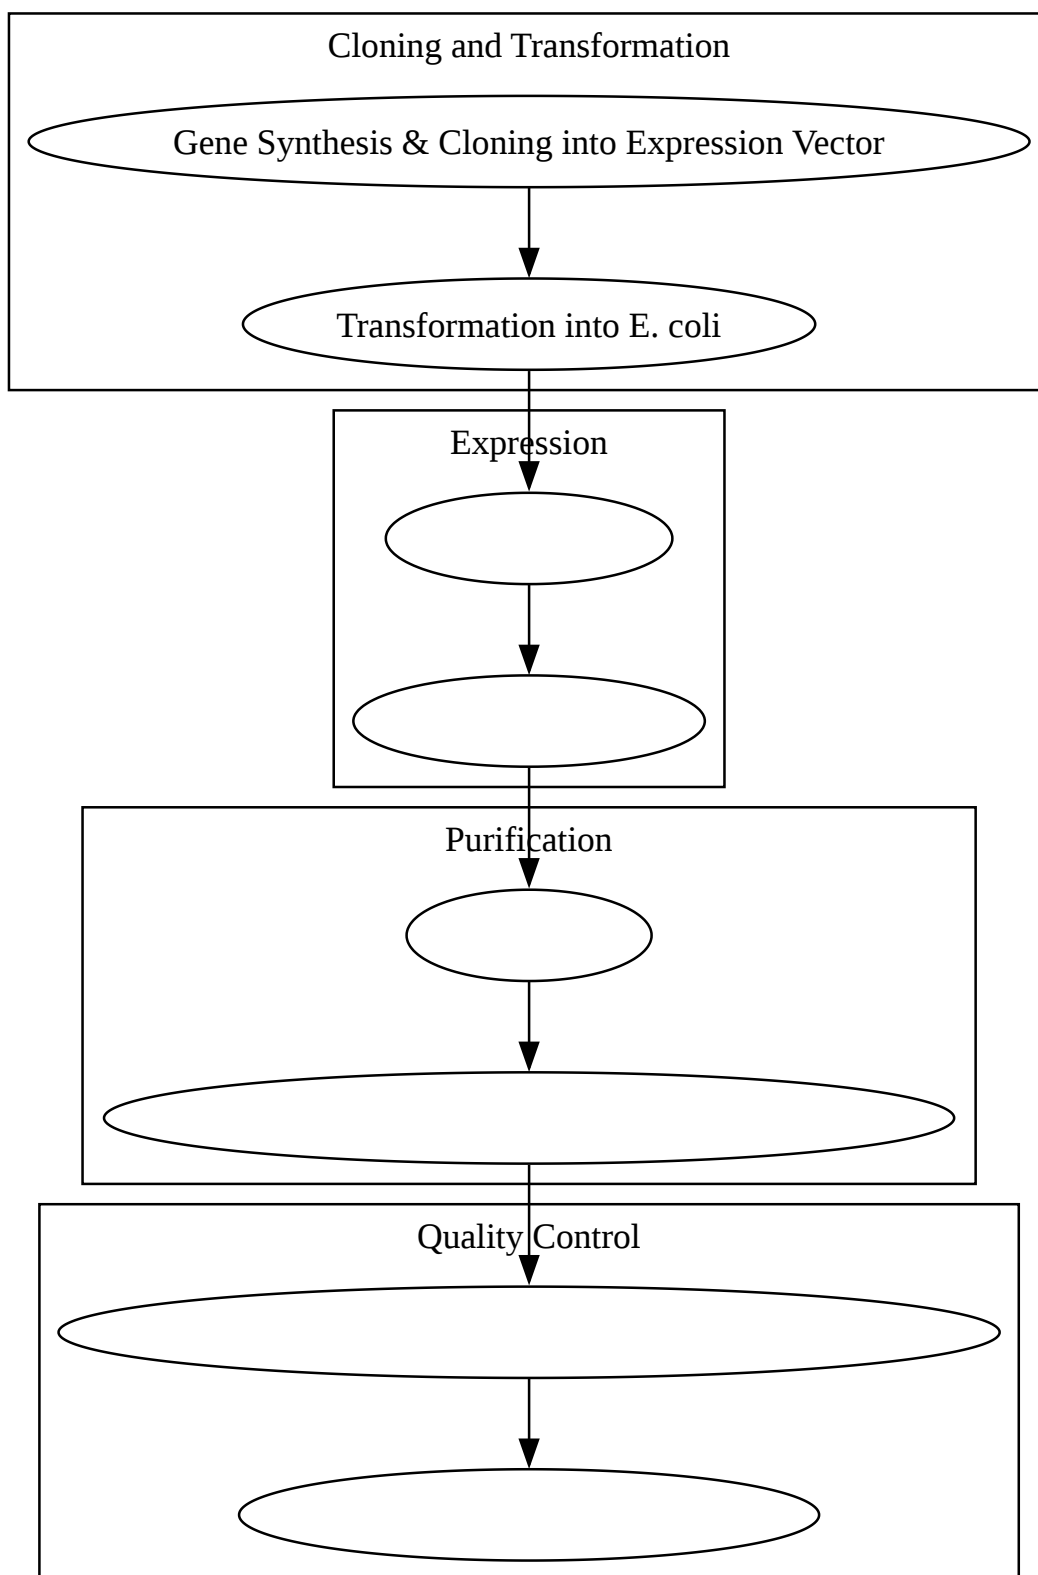 Cloning and Transformation
Gene Synthesis & Cloning into Expression Vector
Transformation into E. coli
Expression
Purification
Quality Control